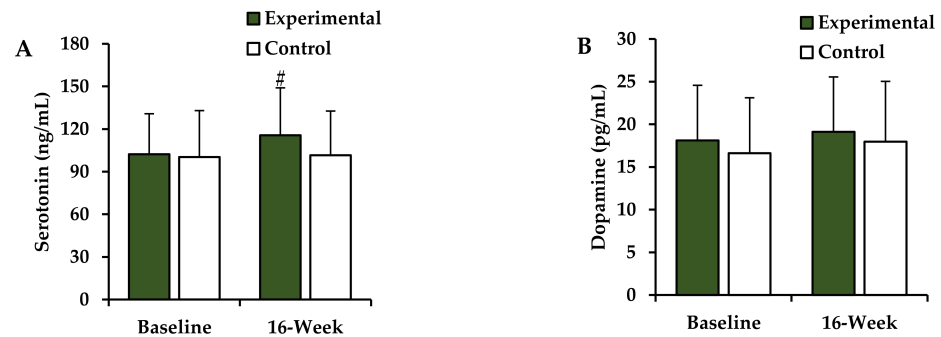 A
Experimental
Control
#
Serotonin (ng/mL)
180
150
120
90
60
30
0
Baseline
16-Week
B
Experimental
Control
Dopamine (pg/mL)
30
25
20
15
10
5
0
Baseline
16-Week